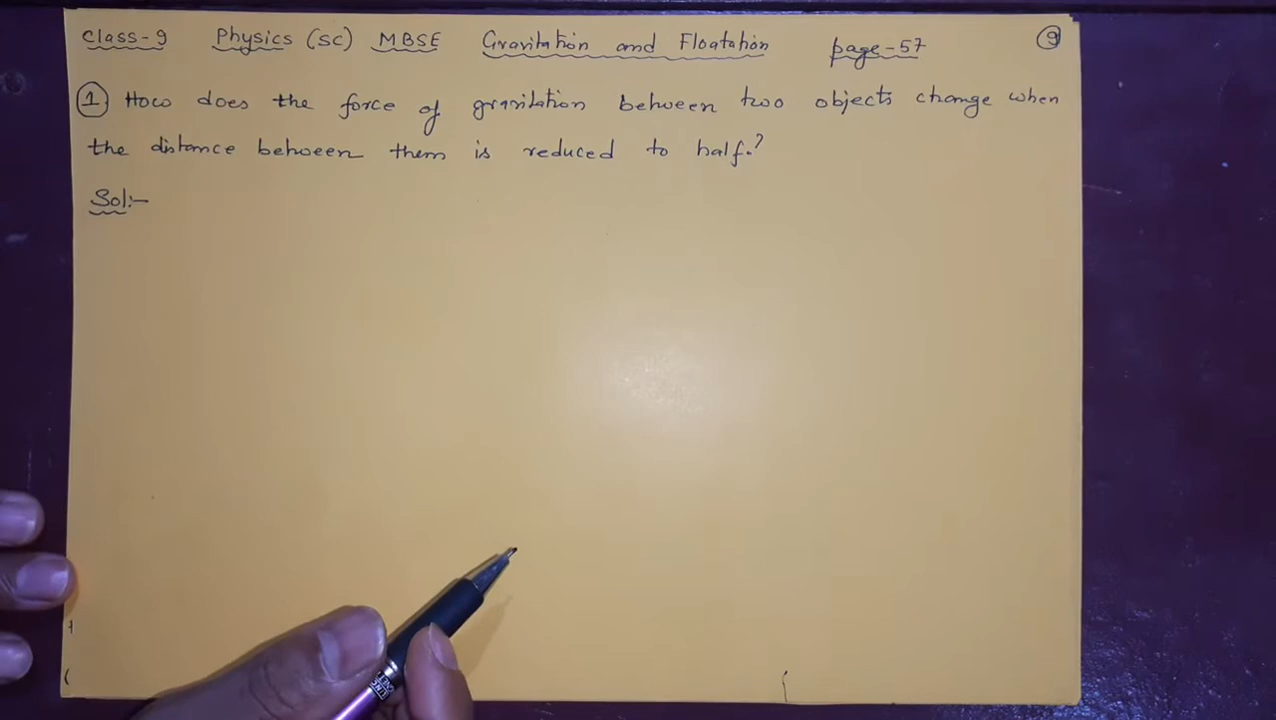 Class-9 Physics (SC) MBSE Gravitation and Floatation page-57 9
1 How does the force of gravitation between two objects change when
the distance between them is reduced to half.?
Sol:-